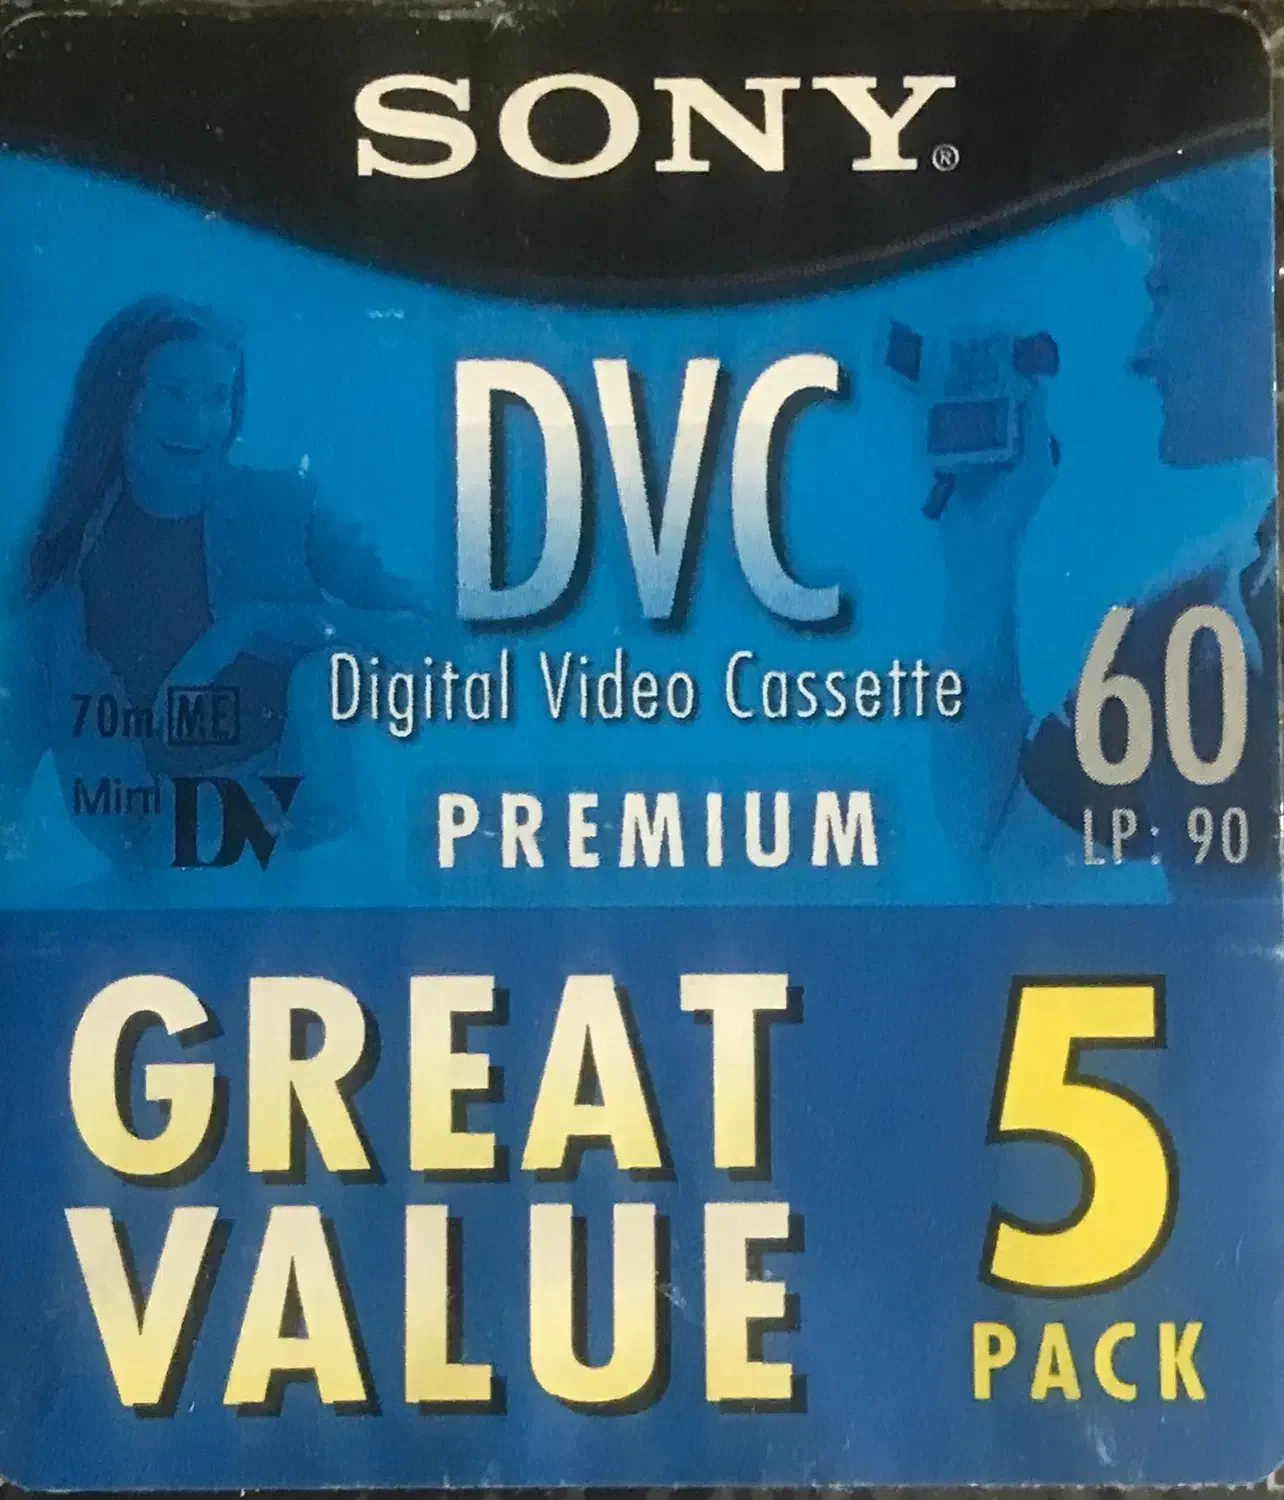 SONY®
DVC
Digital Video Cassette
70m ME
60
Mini DV
PREMIUM
LP: 90
GREAT
VALUE
5
PACK